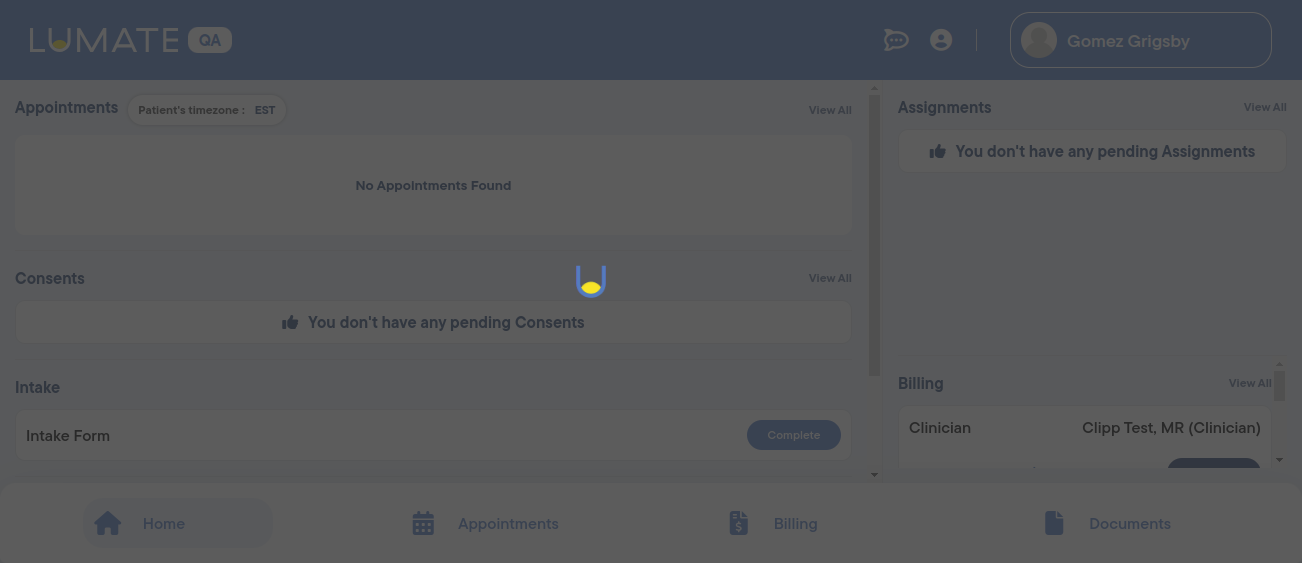 LUMATE QA
Gomez Grigsby
Appointments Patient's timezone : EST View All
No Appointments Found
Consents View All
You don't have any pending Consents
Intake
Intake Form Complete
Assignments View All
You don't have any pending Assignments
Billing View All
Clinician Clipp Test, MR (Clinician)
Home Appointments Billing Documents